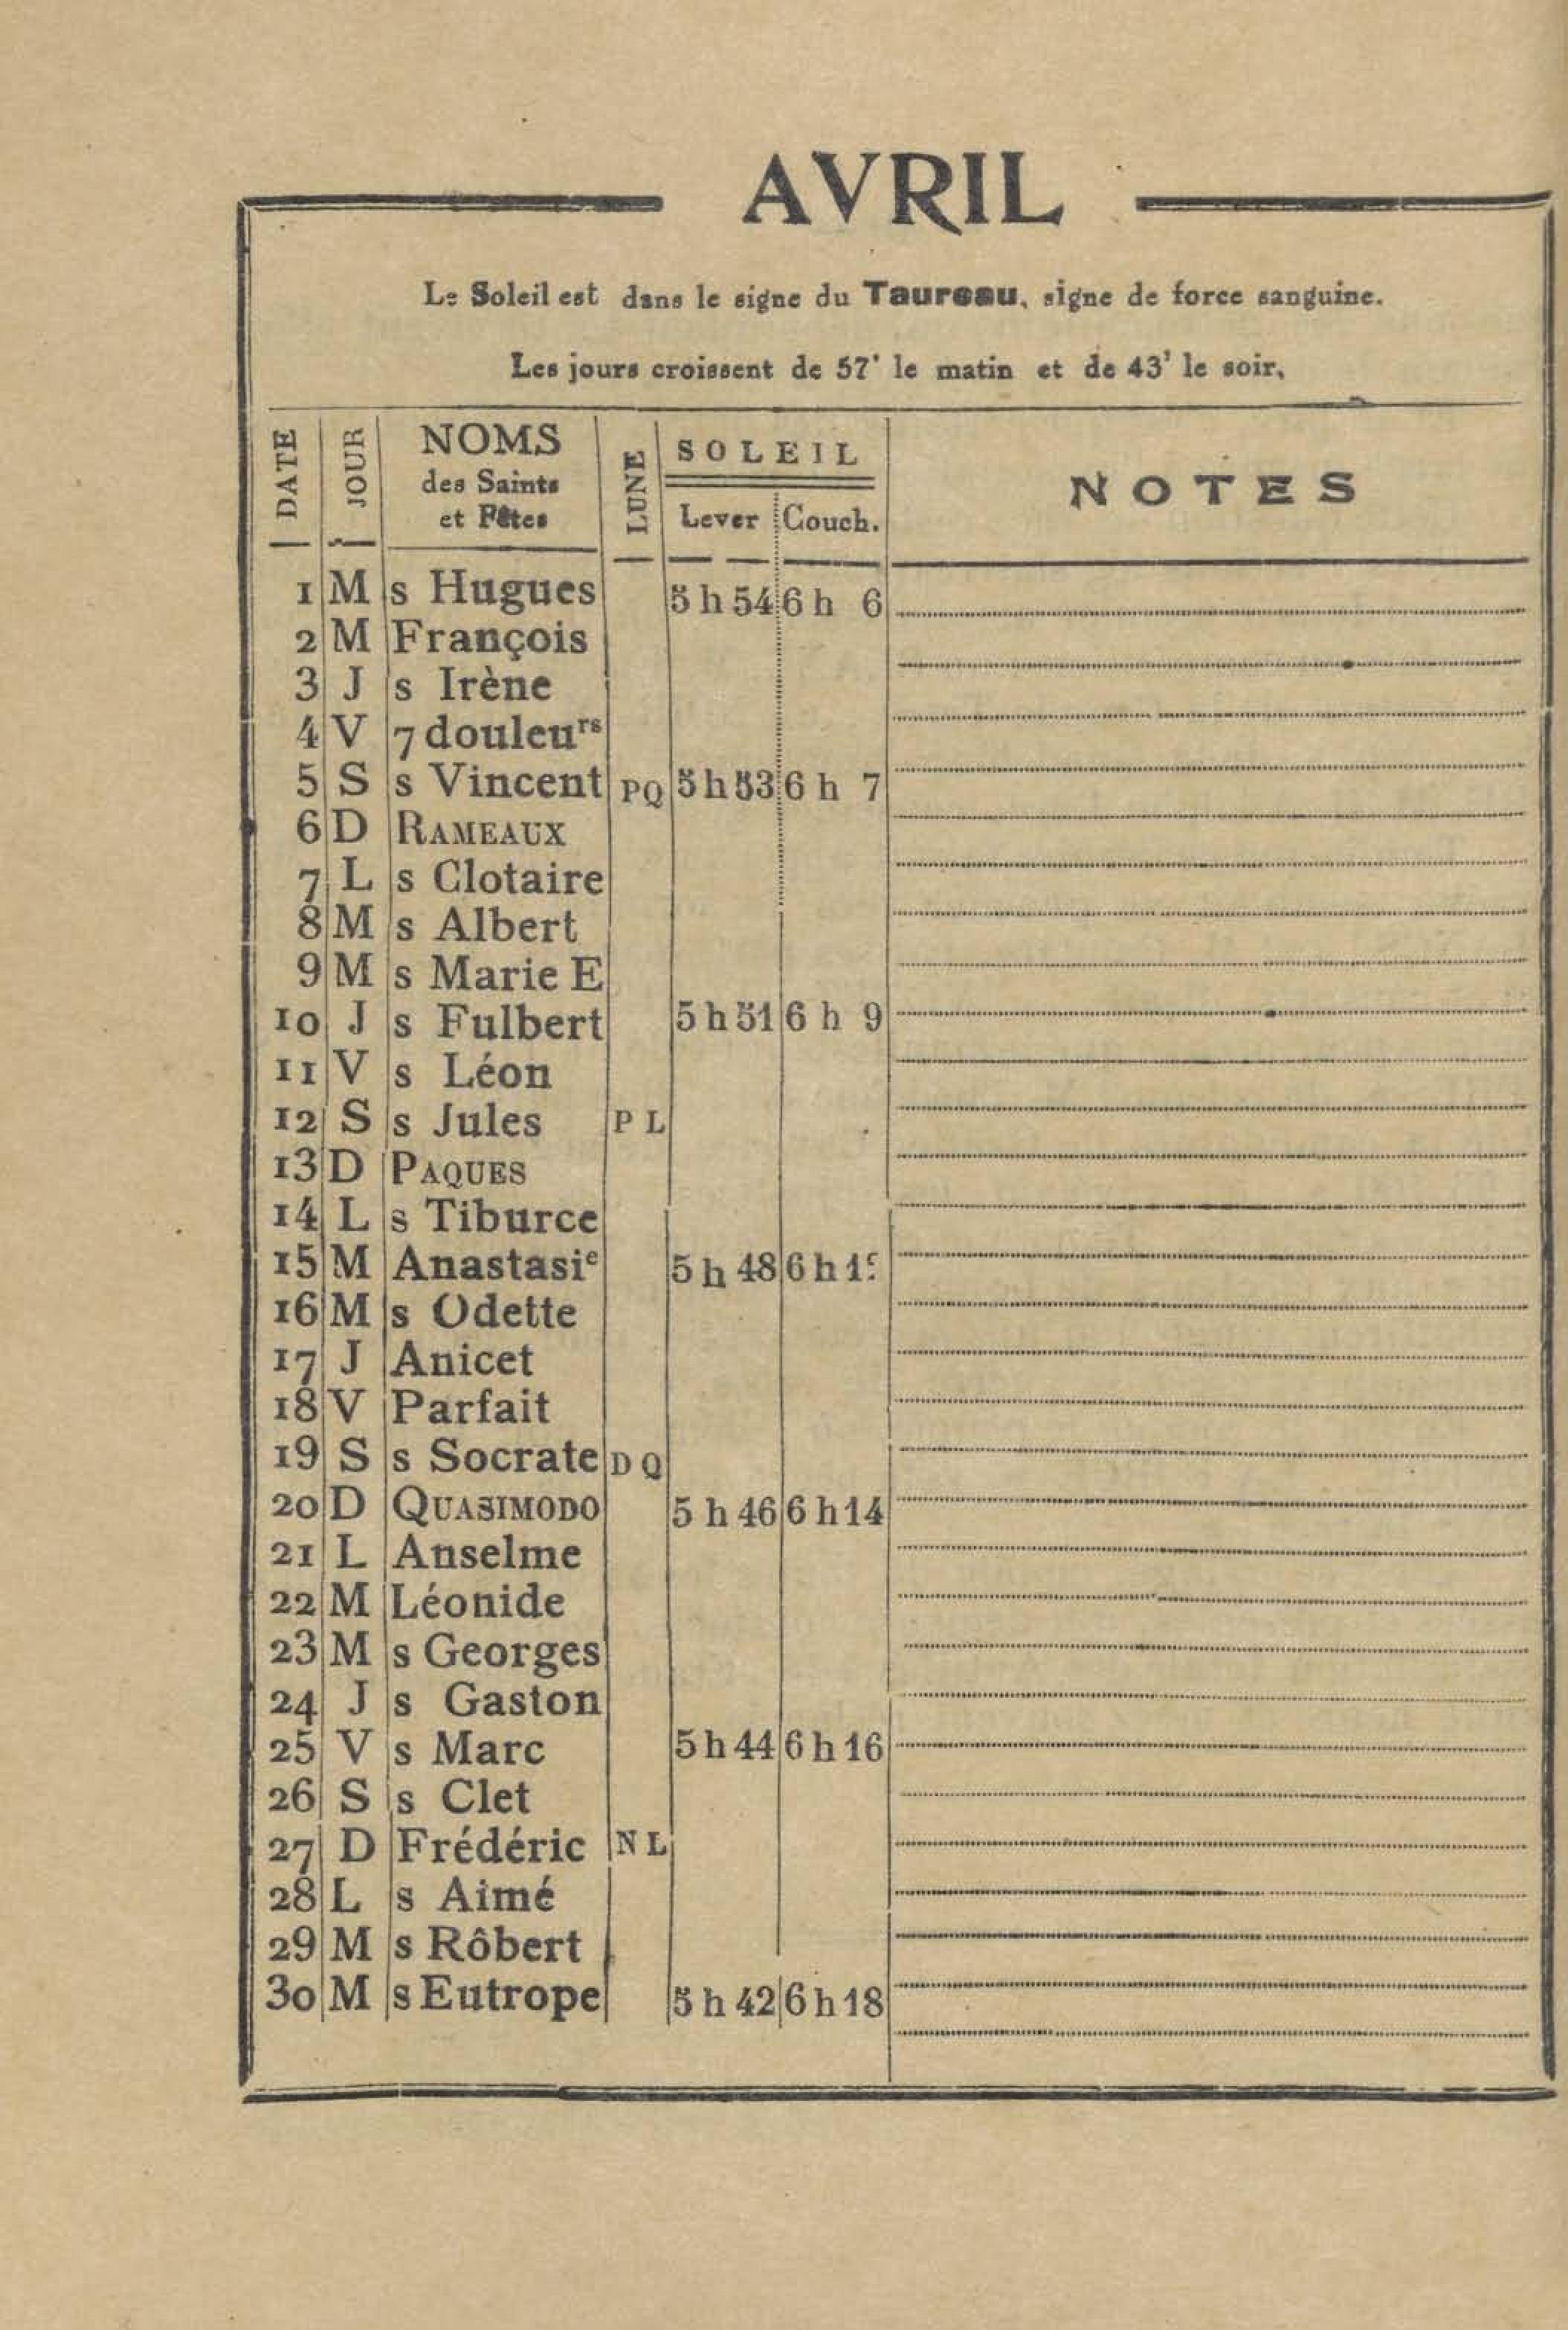 AVRIL
Le Soleil est dans le signe du Taureau, signe de force sanguine.
Les jours croissent de 57' le matin et de 43' le soir.
DATE JOUR NOMS des Saints et Fêtes LUNE SOLEIL Lever Couch. NOTES
1 M s Hugues 5 h 54 6 h 6
2 M François
3 J s Irène
4 V 7 douleurs
5 S s Vincent PQ 5 h 53 6 h 7
6 D RAMEAUX
7 L s Clotaire
8 M s Albert
9 M s Marie E
10 J s Fulbert 5 h 51 6 h 9
11 V s Léon
12 S s Jules P L
13 D PAQUES
14 L s Tiburce
15 M Anastasie 5 h 48 6 h
16 M s Odette
17 J Anicet
18 V Parfait
19 S s Socrate D Q
20 D QUASIMODO 5 h 46 6 h 14
21 L Anselme
22 M Léonide
23 M s Georges
24 J s Gaston
25 V s Marc 5 h 44 6 h 16
26 S s Clet
27 D Frédéric N L
28 L s Aimé
29 M s Rôbert
30 M s Eutrope 5 h 42 6 h 18